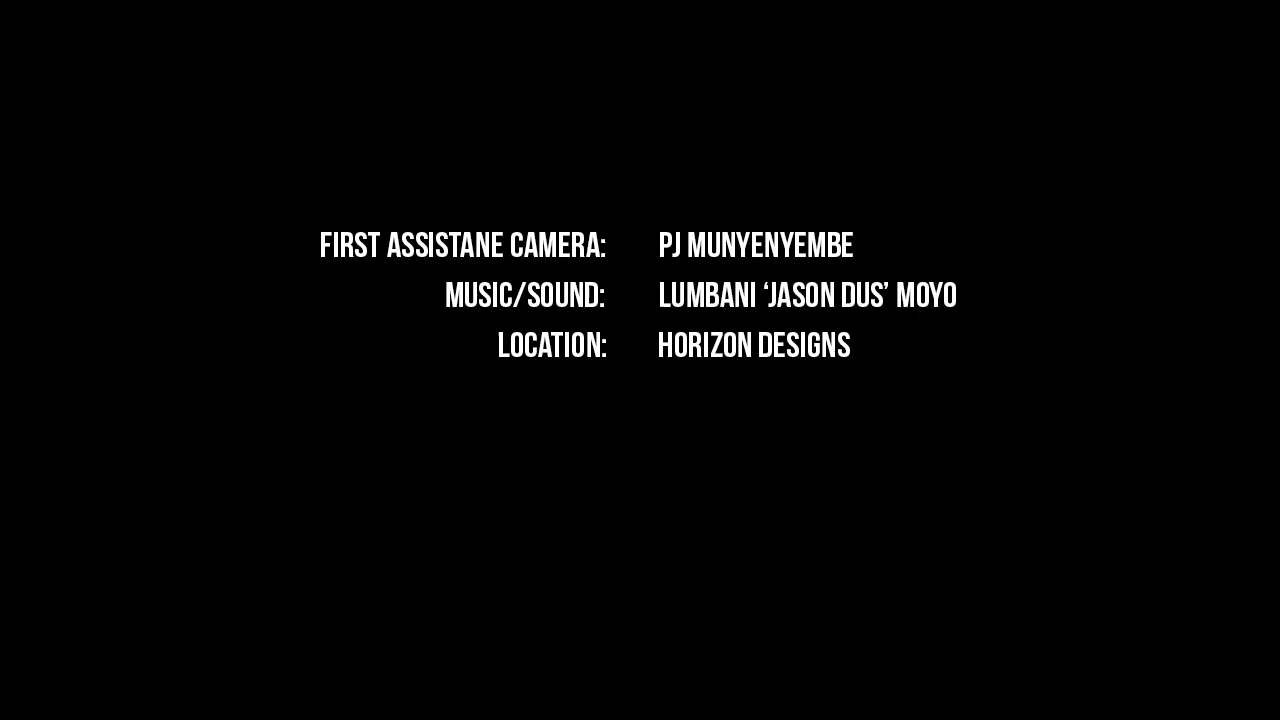 FIRST ASSISTANE CAMERA: PJ MUNYENYEMBE
MUSIC/SOUND: LUMBANI ‘JASON DUS’ MOYO
LOCATION: HORIZON DESIGNS